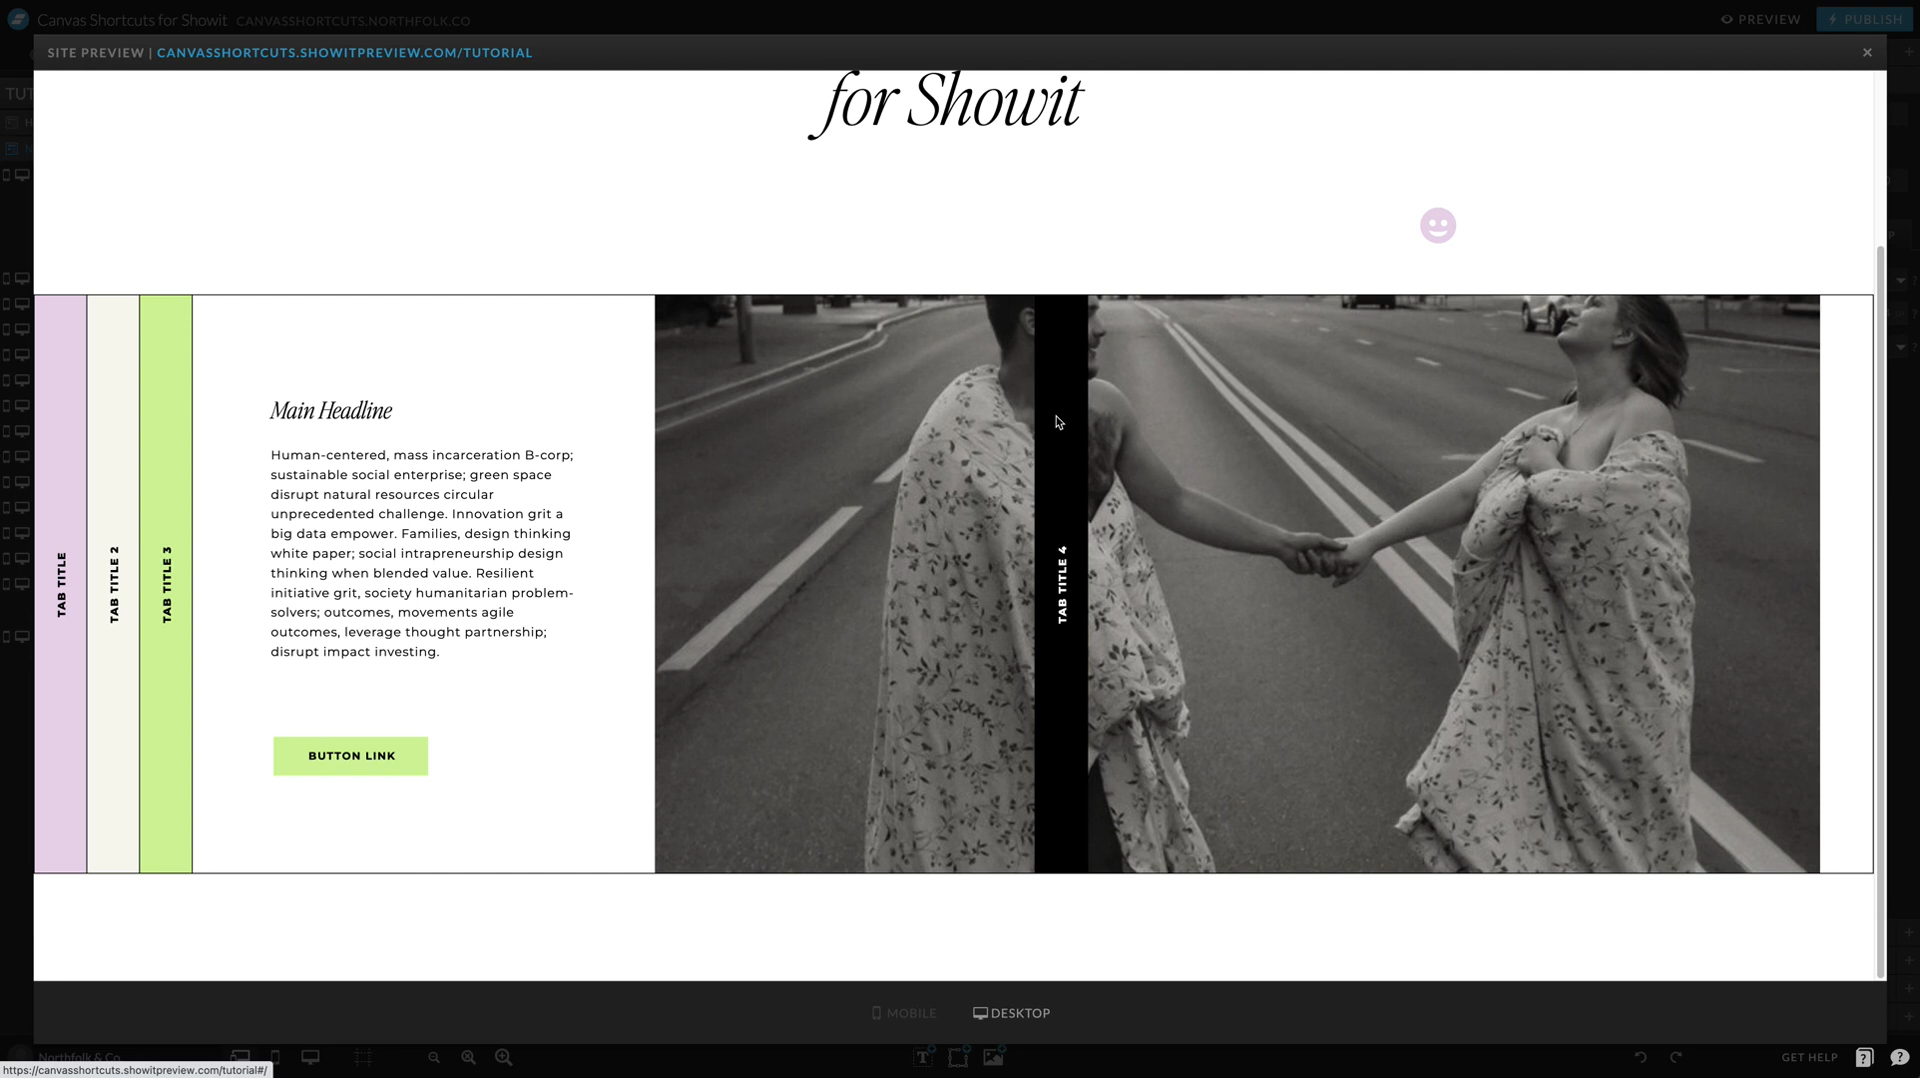 Canvas Shortcuts for Showit CANVASSHORTCUTS.NORTHFOLK.CO
PREVIEW
PUBLISH
SITE PREVIEW | CANVASSHORTCUTS.SHOWITPREVIEW.COM/TUTORIAL
for Showit
TAB TITLE
TAB TITLE 2
TAB TITLE 3
Main Headline
Human-centered, mass incarceration B-corp;
sustainable social enterprise; green space
disrupt natural resources circular
unprecedented challenge. Innovation grit a
big data empower. Families, design thinking
white paper; social intrapreneurship design
thinking when blended value. Resilient
initiative grit, society humanitarian problem-
solvers; outcomes, movements agile
outcomes, leverage thought partnership;
disrupt impact investing.
BUTTON LINK
TAB TITLE 4
MOBILE
DESKTOP
Northfolk & Co.
GET HELP
https://canvasshortcuts.showitpreview.com/tutorial#/